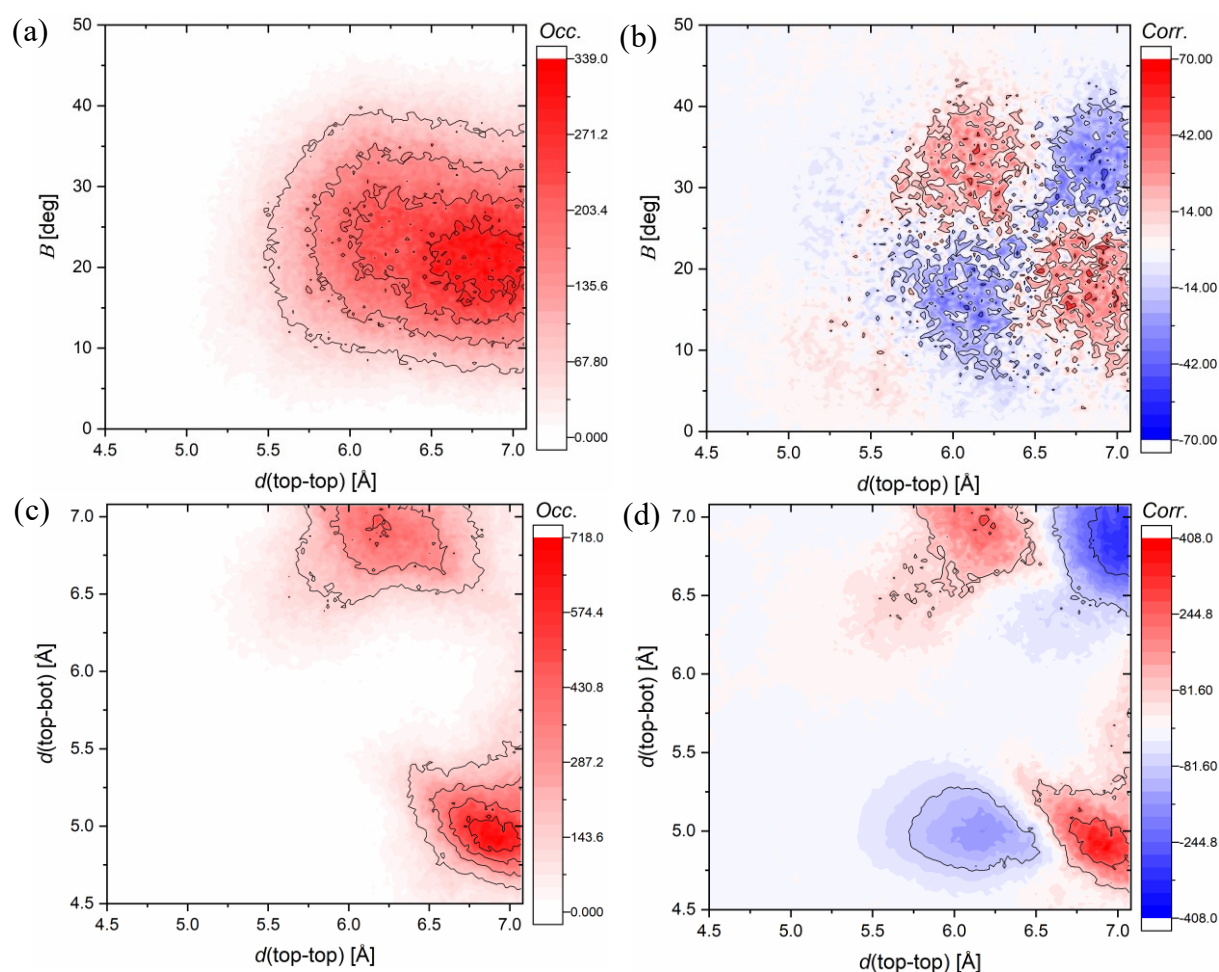 (a)
Occ.
50
40
30
20
10
0
B [deg]
4.5 5.0 5.5 6.0 6.5 7.0
d(top-top) [Å]
339.0
271.2
203.4
135.6
67.80
0.000
(b)
Corr.
50
40
30
20
10
0
B [deg]
4.5 5.0 5.5 6.0 6.5 7.0
d(top-top) [Å]
70.00
42.00
14.00
-14.00
-42.00
-70.00
(c)
Occ.
7.0
6.5
6.0
5.5
5.0
4.5
d(top-bot) [Å]
4.5 5.0 5.5 6.0 6.5 7.0
d(top-top) [Å]
718.0
574.4
430.8
287.2
143.6
0.000
(d)
Corr.
7.0
6.5
6.0
5.5
5.0
4.5
d(top-bot) [Å]
4.5 5.0 5.5 6.0 6.5 7.0
d(top-top) [Å]
408.0
244.8
81.60
-81.60
-244.8
-408.0